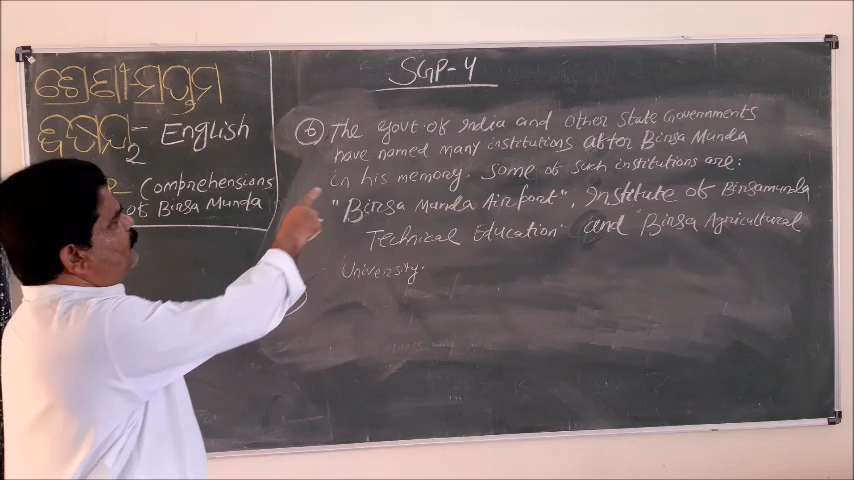 ଶ୍ରେଣୀ-ସପ୍ତମ
English
Comprehensions
of Birsa Munda
SGP-4
(b) The Govt. of India and other State Governments
have named many institutions after Birsa Munda
in his memory. Some of such institutions are:
"Birsa Munda Airport", Institute of Birsamunda
Technical Education" and "Birsa Agricultural
University.